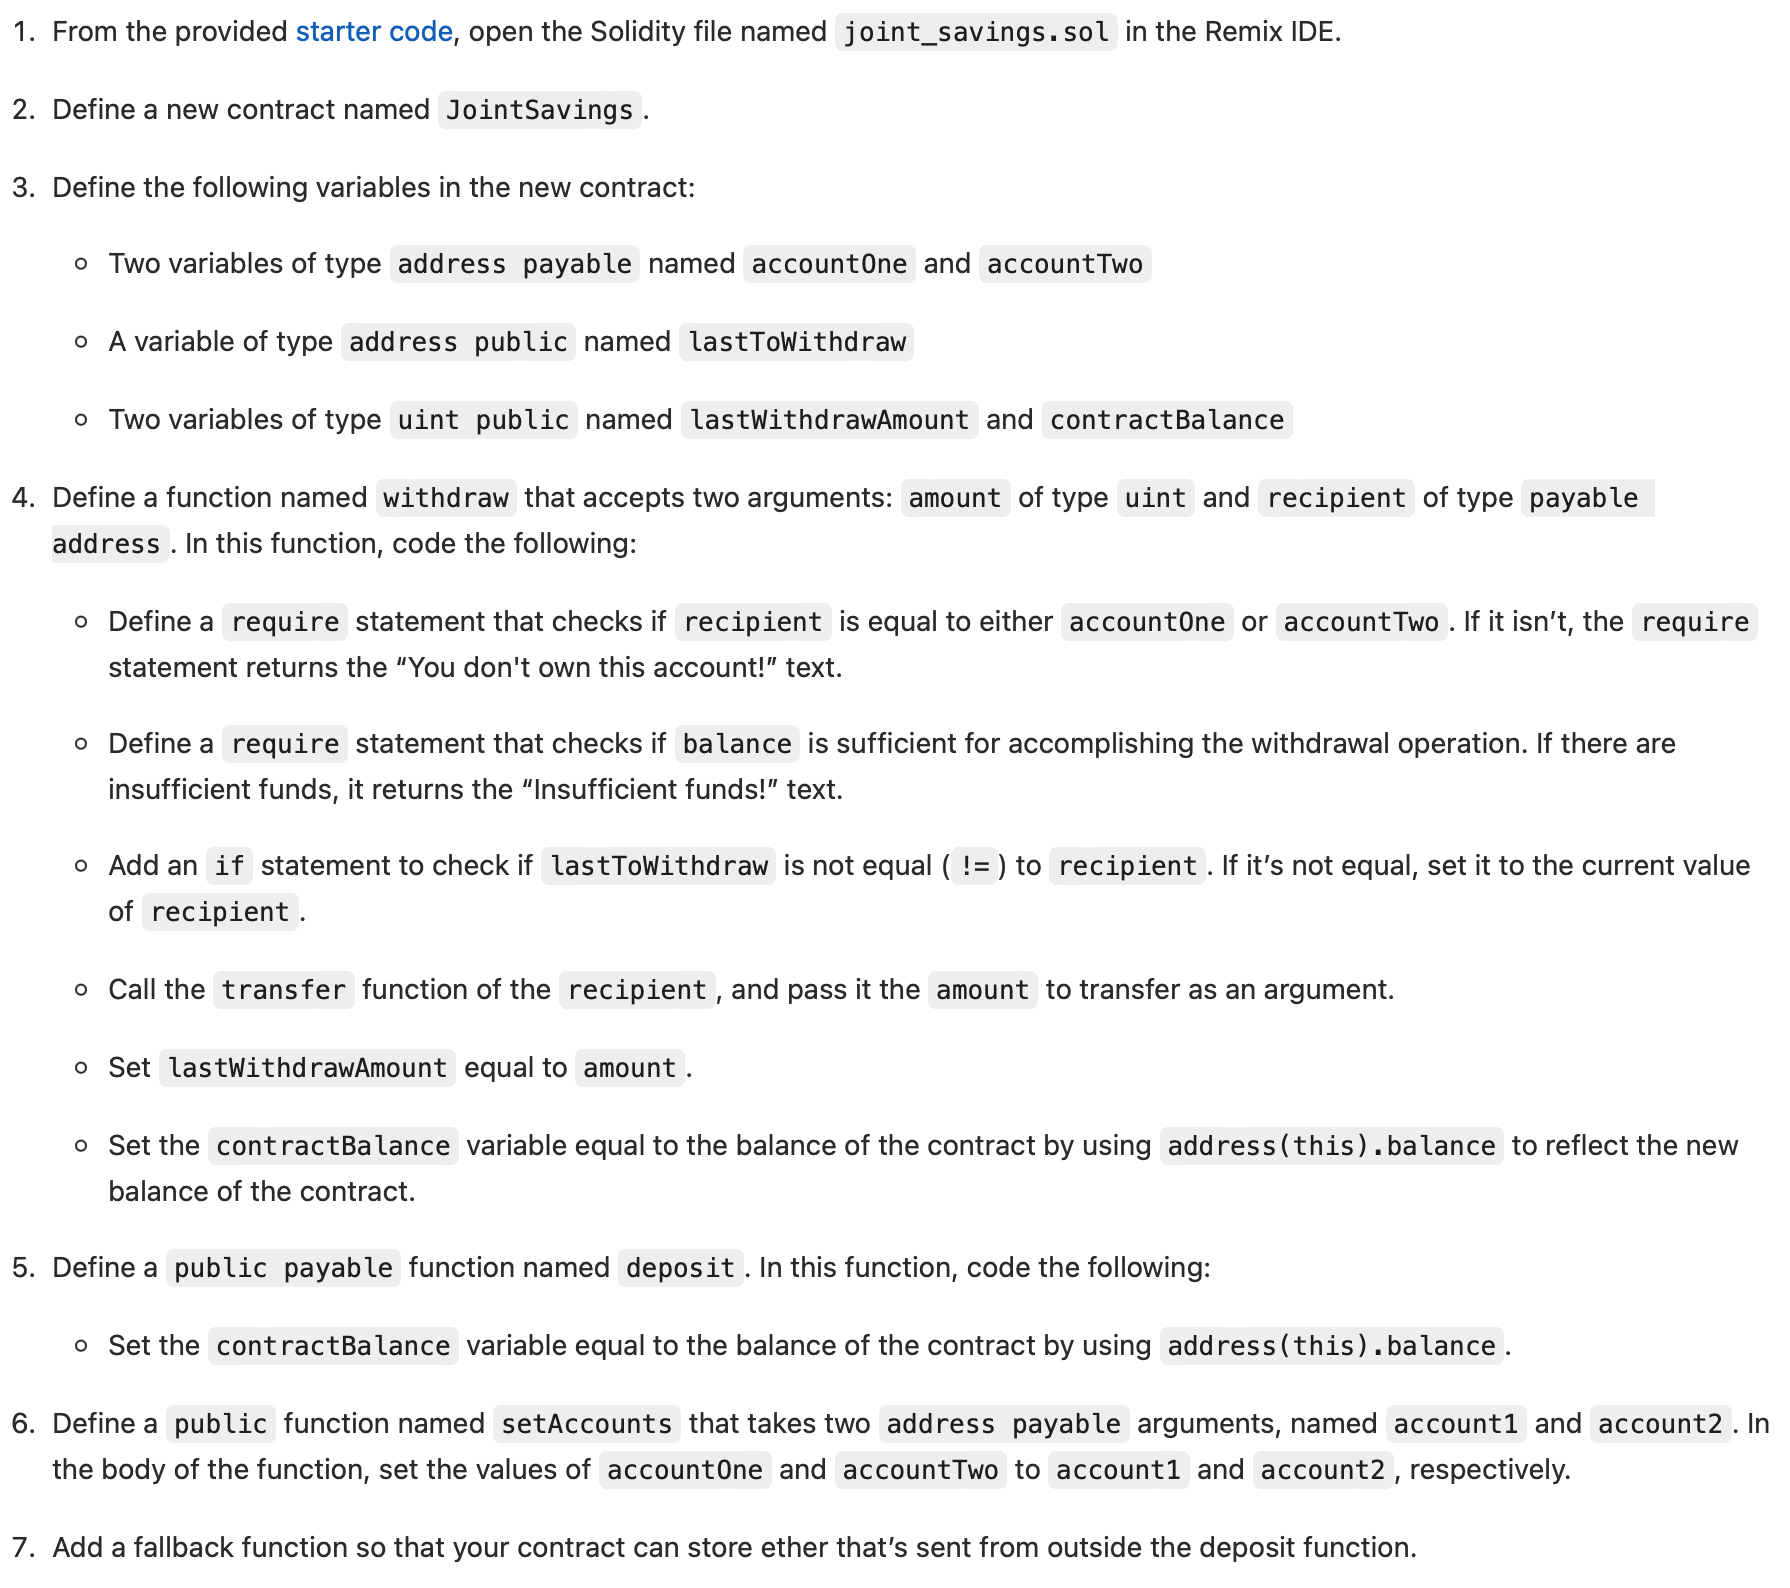 1. From the provided starter code, open the Solidity file named joint_savings.sol in the Remix IDE.
2. Define a new contract named JointSavings.
3. Define the following variables in the new contract:
Two variables of type address payable named accountOne and accountTwo
A variable of type address public named lastToWithdraw
Two variables of type uint public named lastWithdrawAmount and contractBalance
4. Define a function named withdraw that accepts two arguments: amount of type uint and recipient of type payable
address. In this function, code the following:
Define a require statement that checks if recipient is equal to either accountOne or accountTwo. If it isn’t, the require
statement returns the “You don't own this account!” text.
Define a require statement that checks if balance is sufficient for accomplishing the withdrawal operation. If there are
insufficient funds, it returns the “Insufficient funds!” text.
Add an if statement to check if lastToWithdraw is not equal (!=) to recipient. If it’s not equal, set it to the current value
of recipient.
Call the transfer function of the recipient, and pass it the amount to transfer as an argument.
Set lastWithdrawAmount equal to amount.
Set the contractBalance variable equal to the balance of the contract by using address(this).balance to reflect the new
balance of the contract.
5. Define a public payable function named deposit. In this function, code the following:
Set the contractBalance variable equal to the balance of the contract by using address(this).balance.
6. Define a public function named setAccounts that takes two address payable arguments, named account1 and account2. In
the body of the function, set the values of accountOne and accountTwo to account1 and account2, respectively.
7. Add a fallback function so that your contract can store ether that’s sent from outside the deposit function.